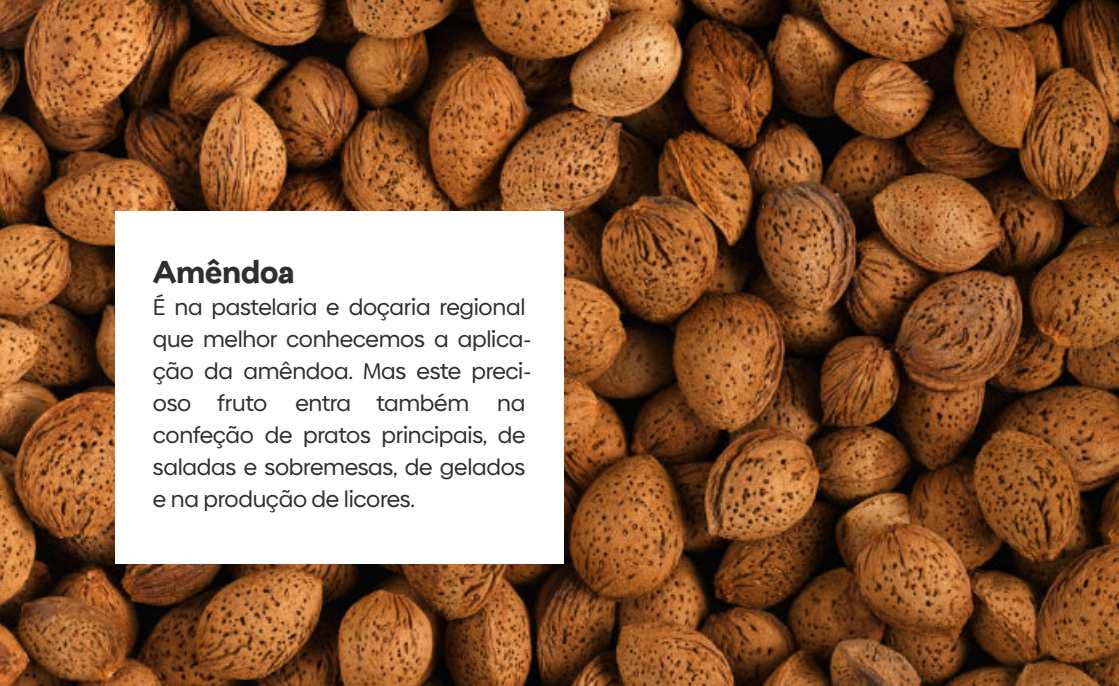 Amêndoa
É na pastelaria e doçaria regional
que melhor conhecemos a aplica-
ção da amêndoa. Mas este preci-
oso fruto entra também na
confeção de pratos principais, de
saladas e sobremesas, de gelados
e na produção de licores.